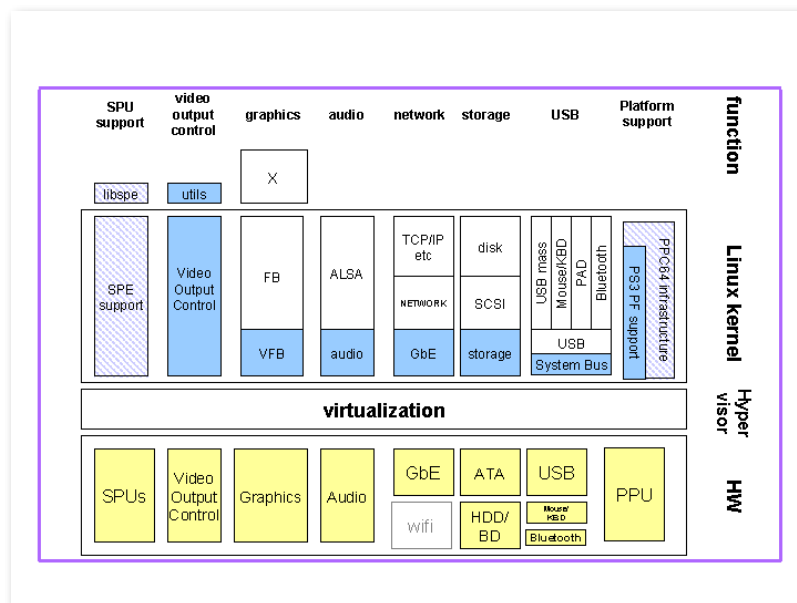 SPU
support
video
output
control
graphics
audio
network
storage
USB
Platform
support
function
X
libspe
utils
SPE
support
Video
Output
Control
FB
VFB
ALSA
audio
TCP/IP
etc
NETWORK
GbE
disk
SCSI
storage
USB mass
Mouse/KBD
PAD
Bluetooth
USB
System Bus
PS3 PF support
PPC64 infrastructure
Linux kernel
virtualization
Hyper
visor
SPUs
Video
Output
Control
Graphics
Audio
GbE
wifi
ATA
HDD/
BD
USB
Mouse/
KBD
Bluetooth
PPU
HW